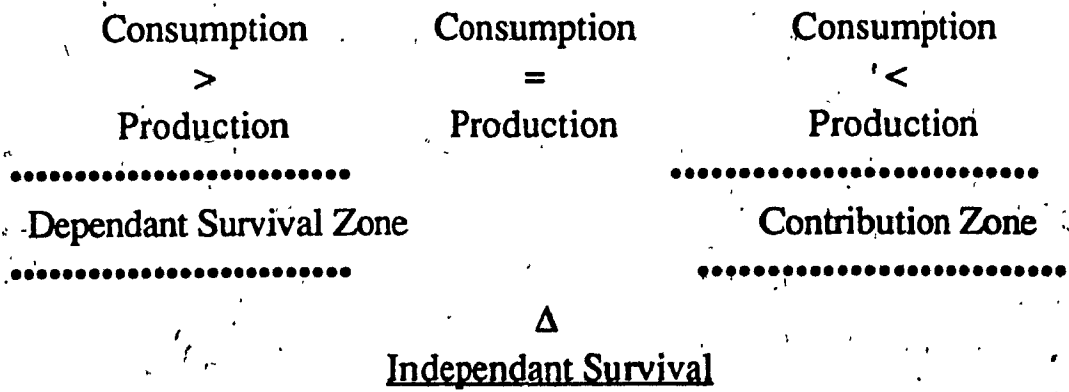 Consumption Consumption Consumption
> = <
Production Production Production
Dependant Survival Zone Contribution Zone
Δ
Independant Survival